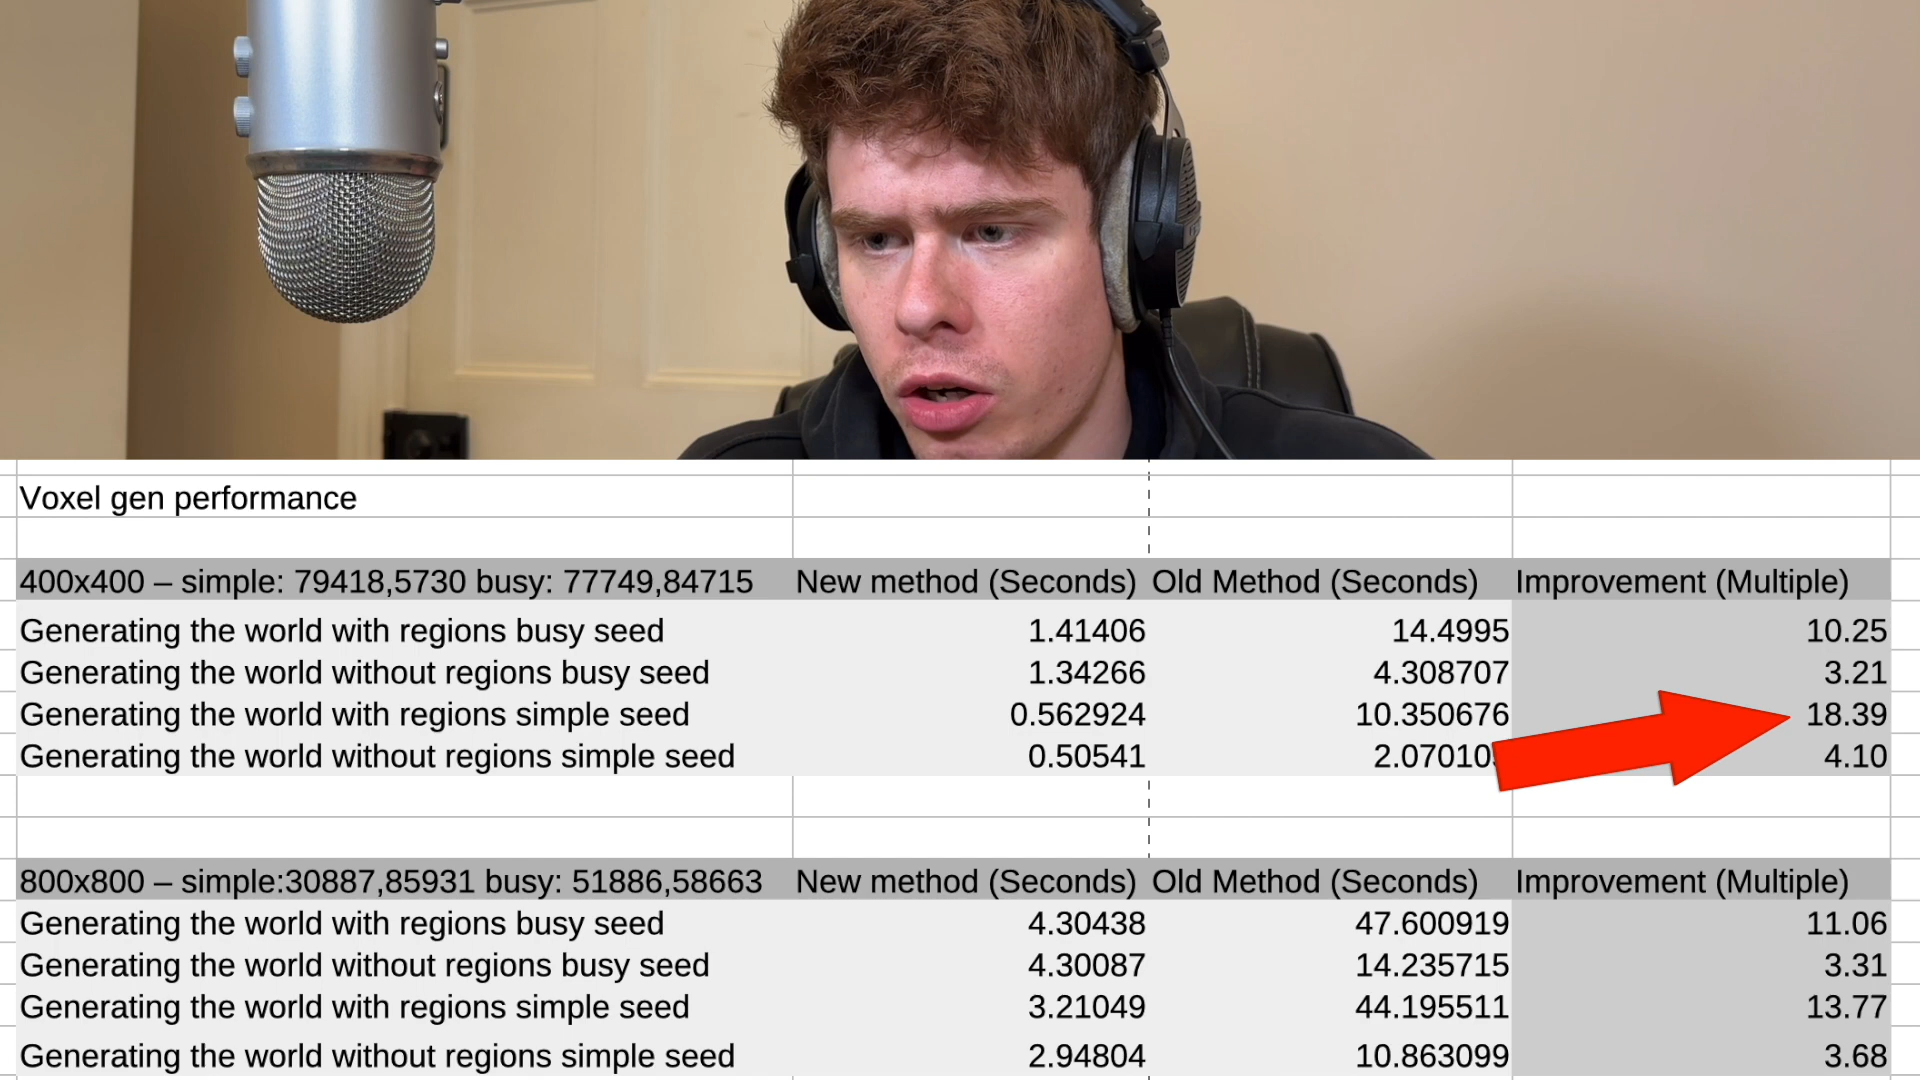 Voxel gen performance
400x400 – simple: 79418,5730 busy: 77749,84715 New method (Seconds) Old Method (Seconds) Improvement (Multiple)
Generating the world with regions busy seed 1.41406 14.4995 10.25
Generating the world without regions busy seed 1.34266 4.308707 3.21
Generating the world with regions simple seed 0.562924 10.350676 18.39
Generating the world without regions simple seed 0.50541 4.10
800x800 – simple:30887,85931 busy: 51886,58663 New method (Seconds) Old Method (Seconds) Improvement (Multiple)
Generating the world with regions busy seed 4.30438 47.600919 11.06
Generating the world without regions busy seed 4.30087 14.235715 3.31
Generating the world with regions simple seed 3.21049 44.195511 13.77
Generating the world without regions simple seed 2.94804 10.863099 3.68